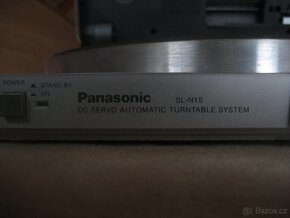 POWER
▲ STAND BY
▲ ON
Panasonic SL-N15
DC SERVO AUTOMATIC TURNTABLE SYSTEM
Bazos.cz